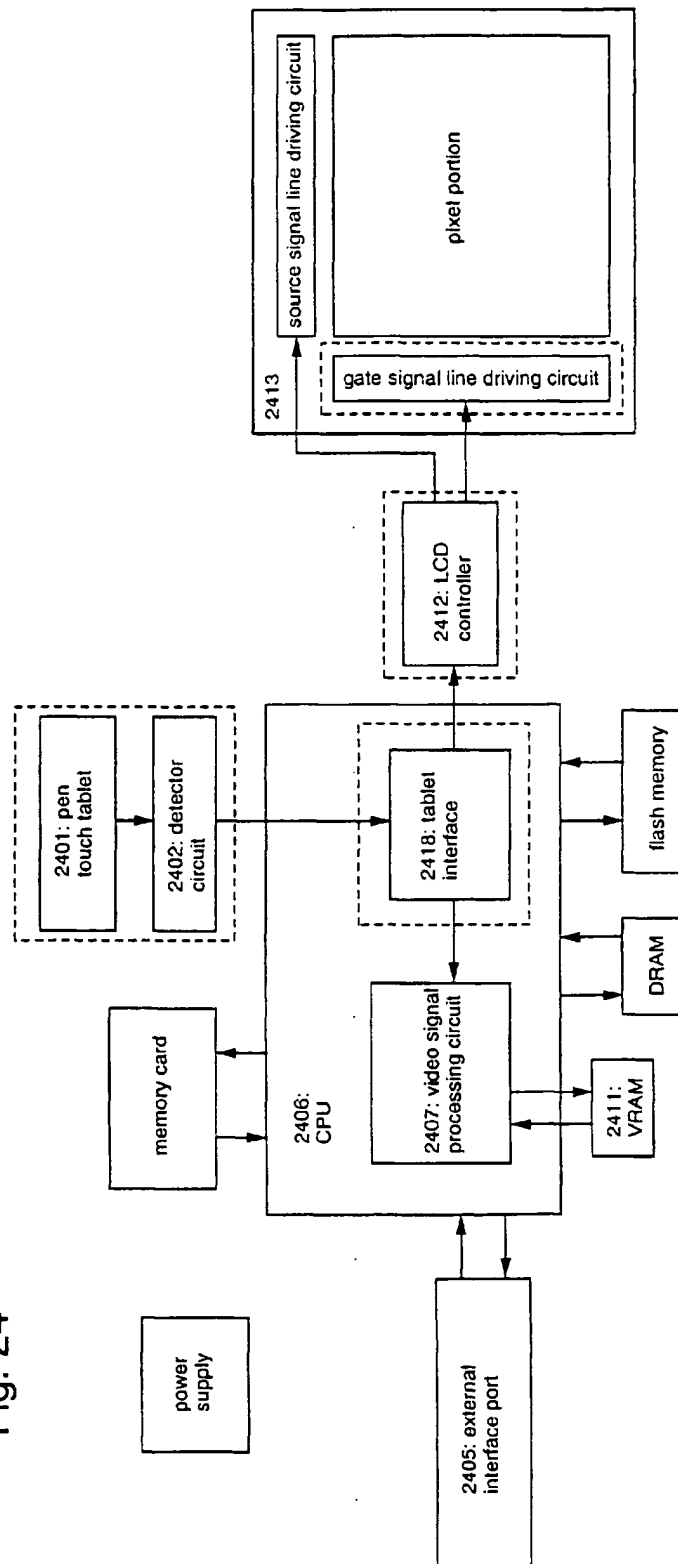 Fig. 24
power
supply
2405: external
interface port
memory card
2406:
CPU
2407: video signal
processing circuit
2411:
VRAM
2401: pen
touch tablet
2402: detector
circuit
2418: tablet
interface
DRAM
flash memory
2412: LCD
controller
2413
source signal line driving circuit
gate signal line driving circuit
pixel portion